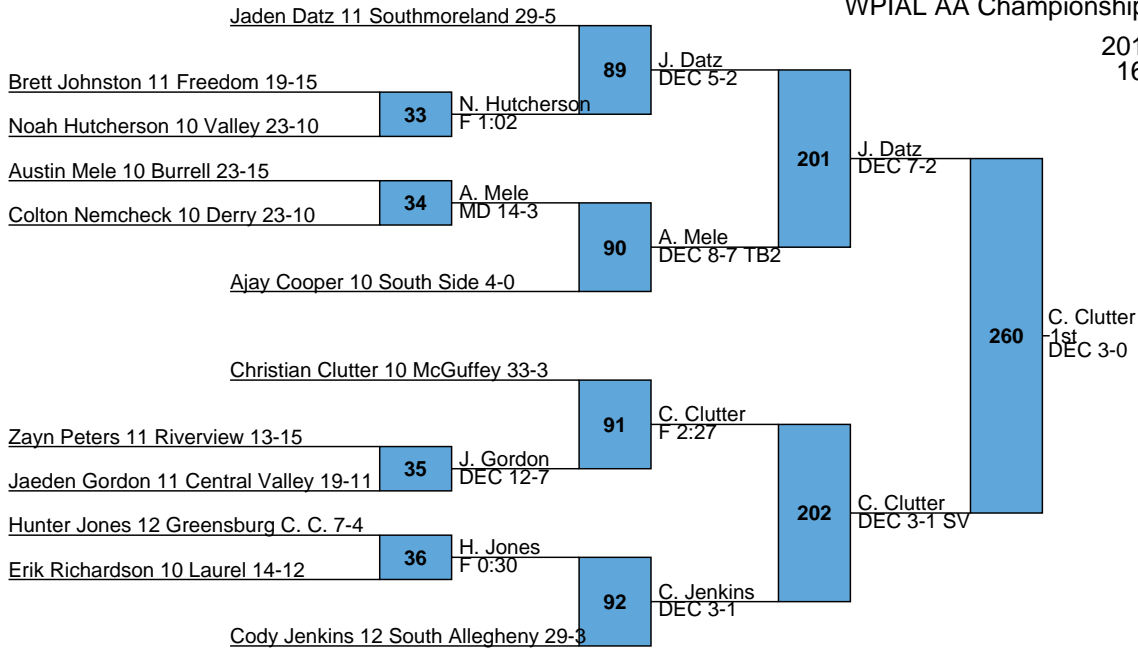 WPIAL AA Championship
201
16
Jaden Datz 11 Southmoreland 29-5
89
J. Datz
DEC 5-2
Brett Johnston 11 Freedom 19-15
33
N. Hutcherson
F 1:02
Noah Hutcherson 10 Valley 23-10
201
J. Datz
DEC 7-2
Austin Mele 10 Burrell 23-15
34
A. Mele
MD 14-3
Colton Nemcheck 10 Derry 23-10
90
A. Mele
DEC 8-7 TB2
Ajay Cooper 10 South Side 4-0
260
C. Clutter
1st
DEC 3-0
Christian Clutter 10 McGuffey 33-3
91
C. Clutter
F 2:27
Zayn Peters 11 Riverview 13-15
35
J. Gordon
DEC 12-7
Jaeden Gordon 11 Central Valley 19-11
202
C. Clutter
DEC 3-1 SV
Hunter Jones 12 Greensburg C. C. 7-4
36
H. Jones
F 0:30
Erik Richardson 10 Laurel 14-12
92
C. Jenkins
DEC 3-1
Cody Jenkins 12 South Allegheny 29-3